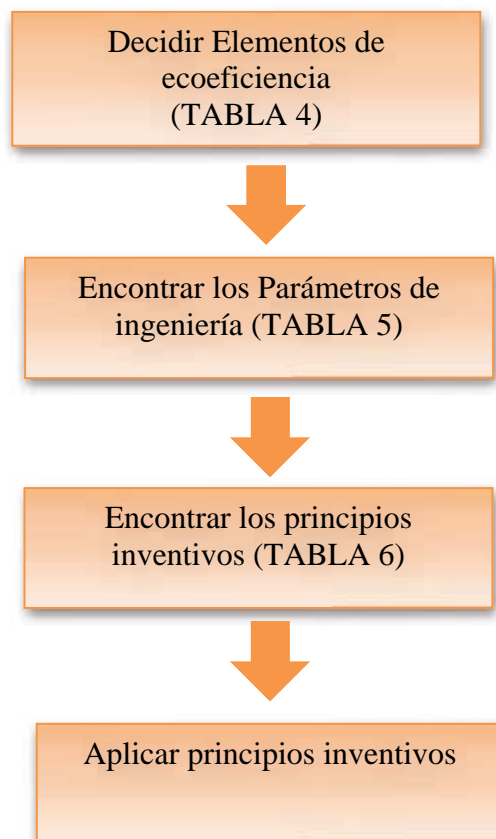 Decidir Elementos de
ecoeficiencia
(TABLA 4)
Encontrar los Parámetros de
ingeniería (TABLA 5)
Encontrar los principios
inventivos (TABLA 6)
Aplicar principios inventivos